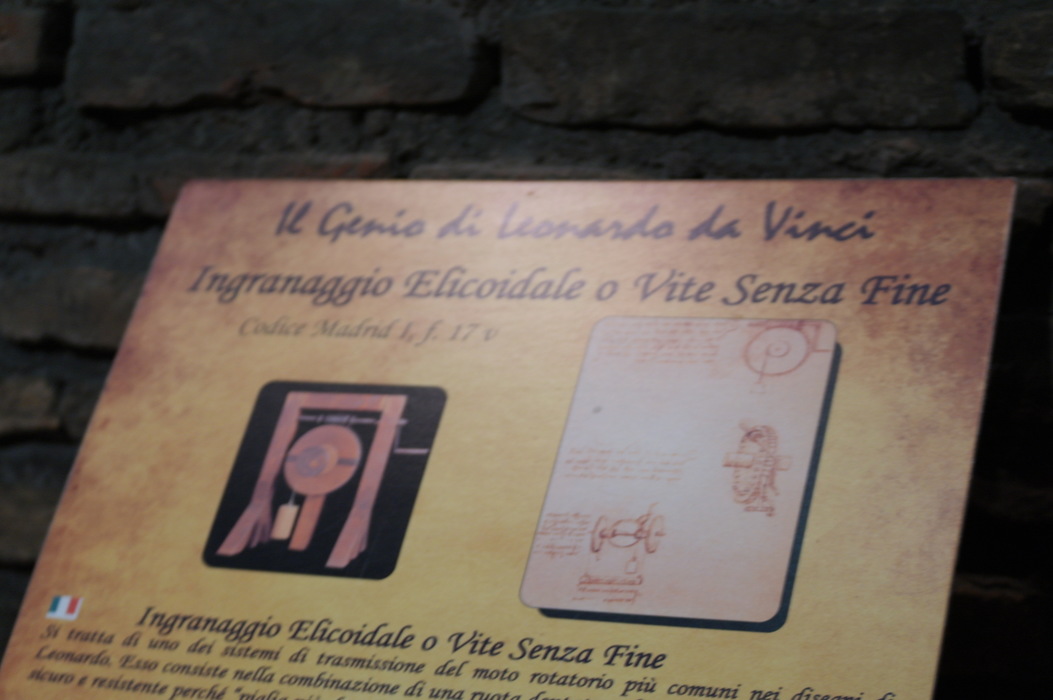 Il Genio di Leonardo da Vinci
Ingranaggio Elicoidale o Vite Senza Fine
Codice Madrid I, f. 17 v
Ingranaggio Elicoidale o Vite Senza Fine
Si tratta di uno dei sistemi di trasmissione del moto rotatorio più comuni nei disegni di
Leonardo. Esso consiste nella combinazione di una ruota
sicuro e resistente perché "piglia più